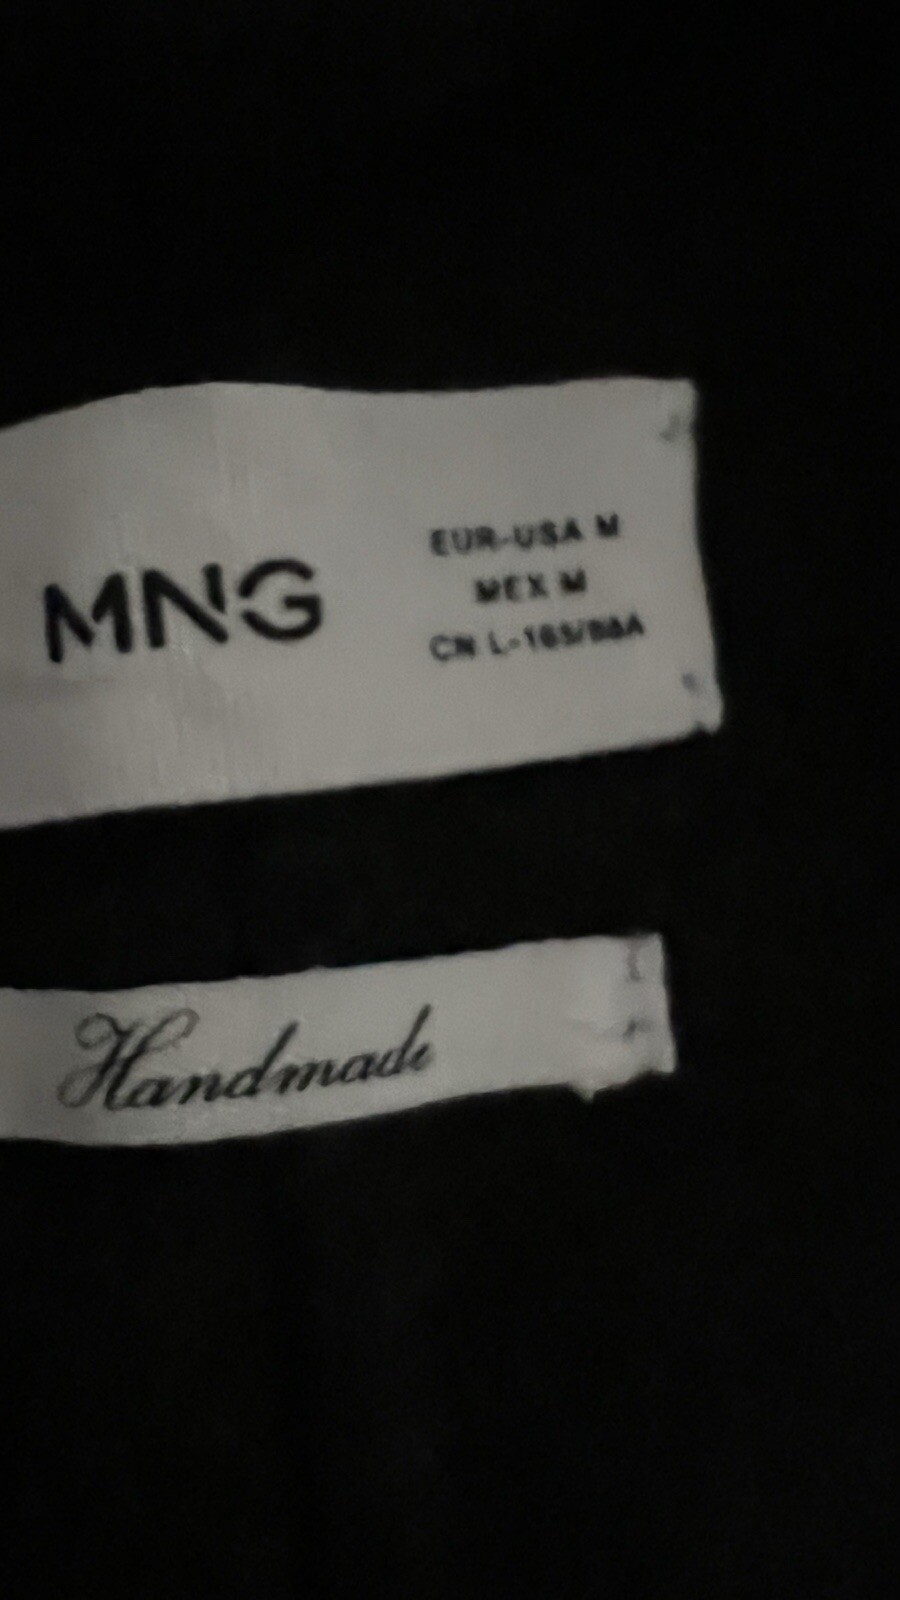 MNG
EUR-USA M
MEX M
CN L-165/88A
Handmade